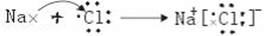 Na× + ·Cl: ⟶ Na⁺[×Cl:]⁻